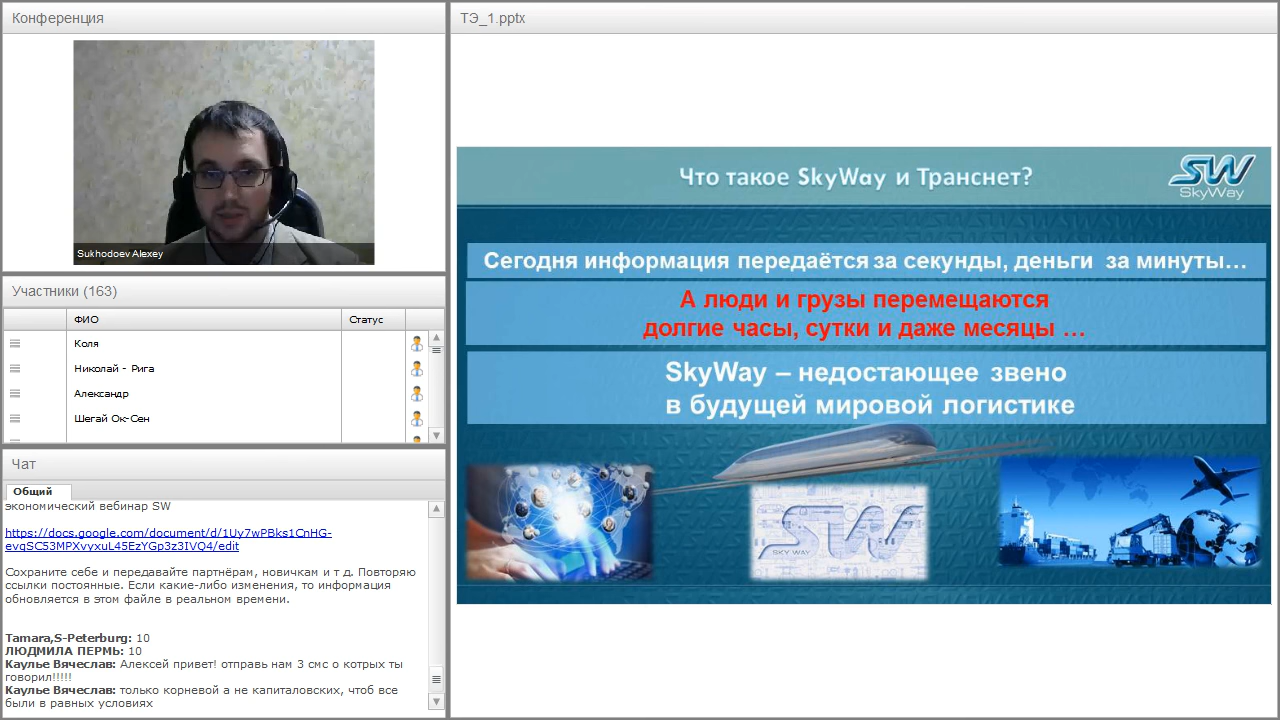 Конференция
Sukhodoev Alexey
Участники (163)
ФИО
Статус
Коля
Николай - Рига
Александр
Шегай Ок-Сен
Чат
Общий
экономический вебинар SW
https://docs.google.com/document/d/1Uy7wPBks1CnHG-
evqSC53MPXvyxuL45EzYGp3z3IVQ4/edit
Сохраните себе и передавайте партнёрам, новичкам и т д. Повторяю
ссылки постоянные. Если какие-либо изменения, то информация
обновляется в этом файле в реальном времени.
Tamara,S-Peterburg: 10
ЛЮДМИЛА ПЕРМЬ: 10
Каулье Вячеслав: Алексей привет! отправь нам 3 смс о котрых ты
говорил!!!!!
Каулье Вячеслав: только корневой а не капиталовских, чтоб все
были в равных условиях
ТЭ_1.pptx
Что такое SkyWay и Транснет?
SW
SkyWay
Сегодня информация передаётся за секунды, деньги за минуты…
А люди и грузы перемещаются
долгие часы, сутки и даже месяцы …
SkyWay – недостающее звено
в будущей мировой логистике
SW
SKY WAY